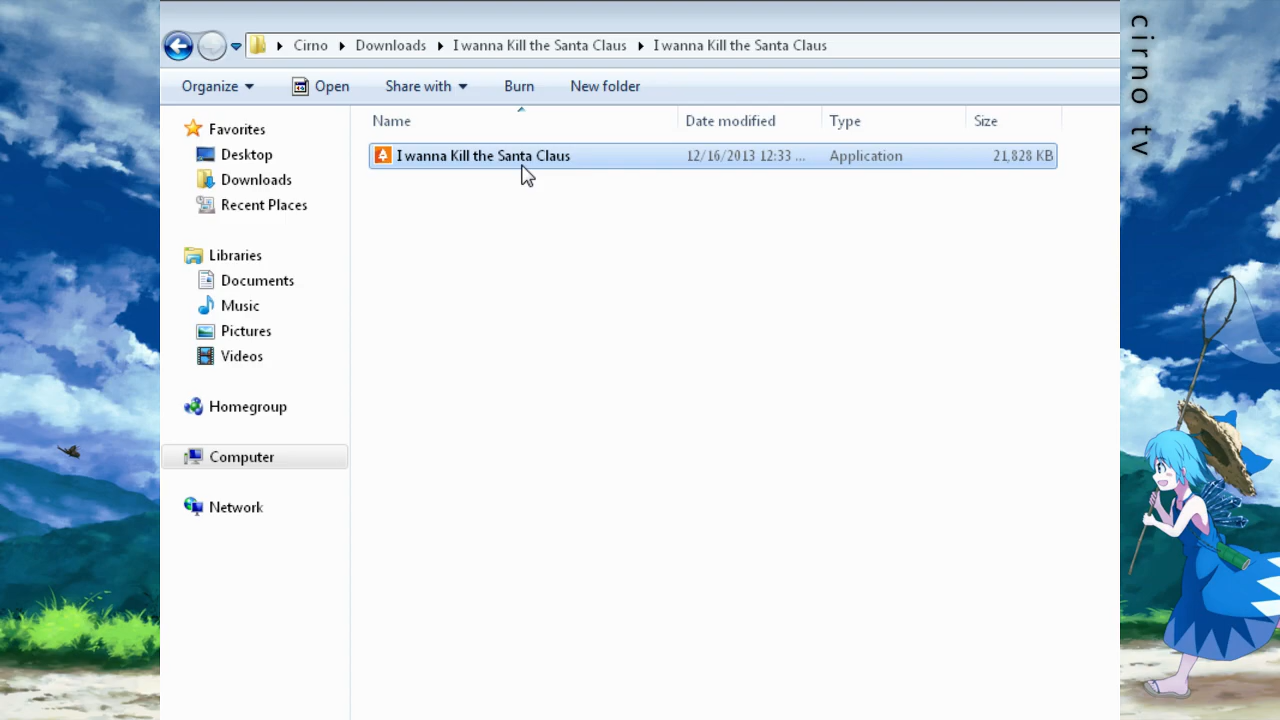 Cirno Downloads I wanna Kill the Santa Claus I wanna Kill the Santa Claus
Organize Open Share with Burn New folder
Name Date modified Type Size
I wanna Kill the Santa Claus 12/16/2013 12:33 ... Application 21,828 KB
Favorites
Desktop
Downloads
Recent Places
Libraries
Documents
Music
Pictures
Videos
Homegroup
Computer
Network
cirno tv